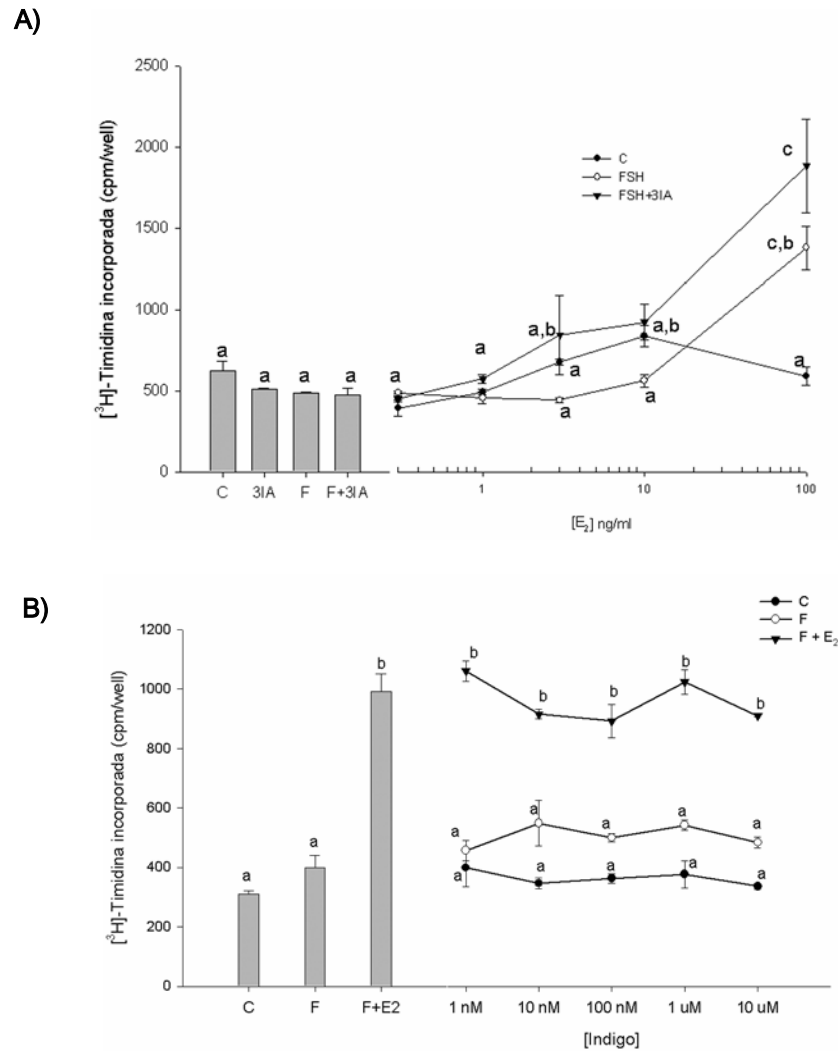 A)
[³H]-Timidina incorporada (cpm/well)
2500
2000
1500
1000
500
0
C
FSH
FSH+3IA
a
a
a
a
a
a
a,b
a
a,b
a
c
c,b
a
C
3IA
F
F+3IA
1
10
100
[E₂] ng/ml
B)
[³H]-Timidina incorporada (cpm/well)
1200
1000
800
600
400
200
0
C
F
F + E₂
a
a
b
b
b
b
b
b
a
a
a
a
a
a
a
a
a
a
C
F
F+E2
1 nM
10 nM
100 nM
1 uM
10 uM
[Indigo]